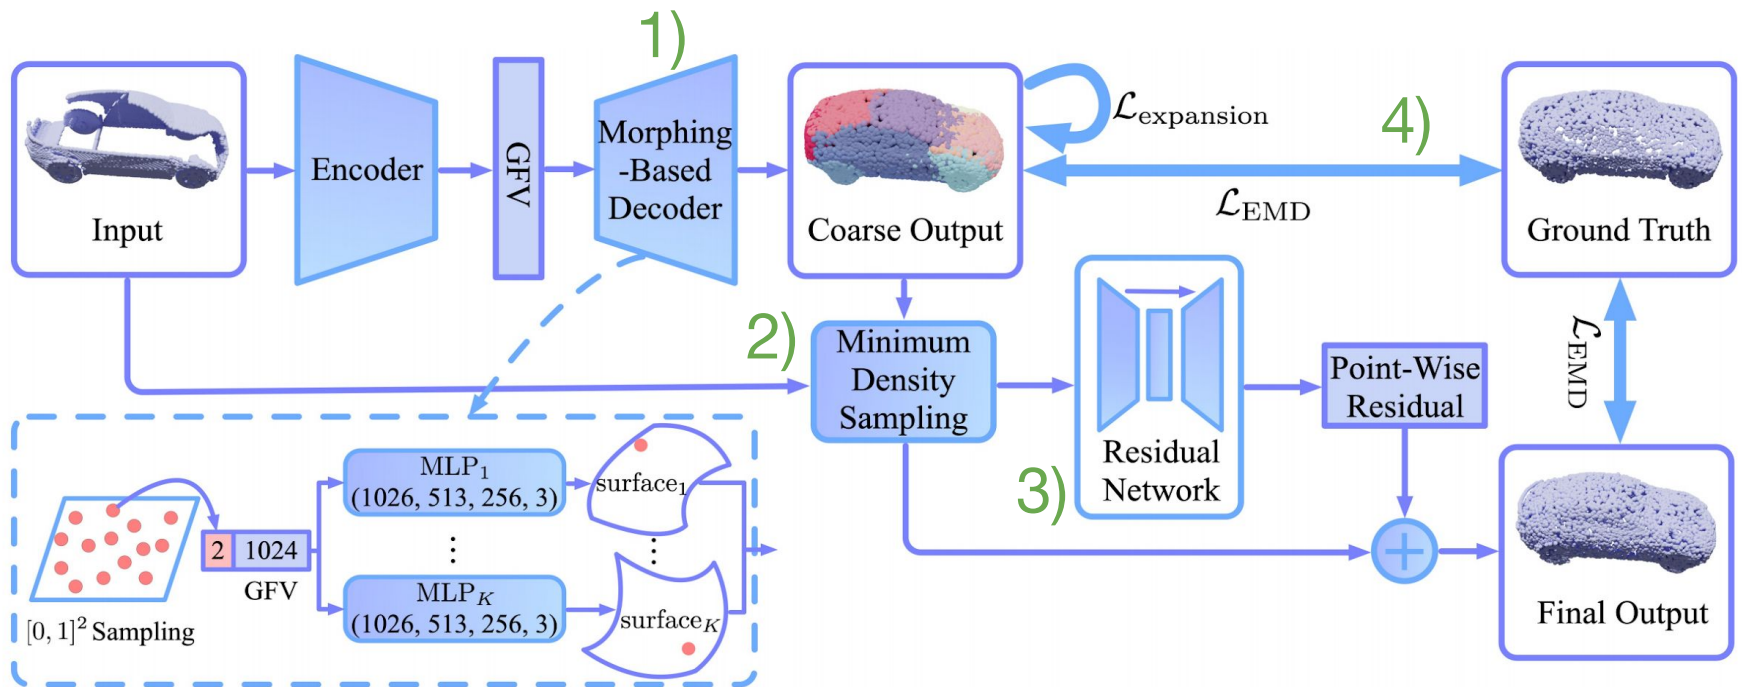 1)
Input
Encoder
GFV
Morphing
-Based
Decoder
Coarse Output
ℒexpansion
4)
ℒEMD
Ground Truth
2)
Minimum
Density
Sampling
3)
Residual
Network
Point-Wise
Residual
ℒEMD
+
Final Output
[0, 1]² Sampling
2 1024
GFV
MLP₁
(1026, 513, 256, 3)
surface₁
⋮ ⋮
MLP_K
(1026, 513, 256, 3)
surface_K